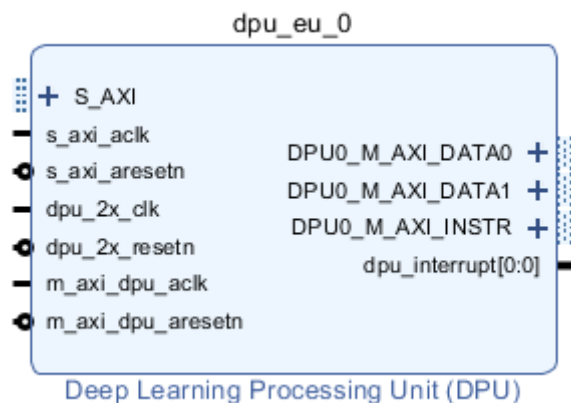 dpu_eu_0
S_AXI
s_axi_aclk
s_axi_aresetn
dpu_2x_clk
dpu_2x_resetn
m_axi_dpu_aclk
m_axi_dpu_aresetn
DPU0_M_AXI_DATA0
DPU0_M_AXI_DATA1
DPU0_M_AXI_INSTR
dpu_interrupt[0:0]
Deep Learning Processing Unit (DPU)